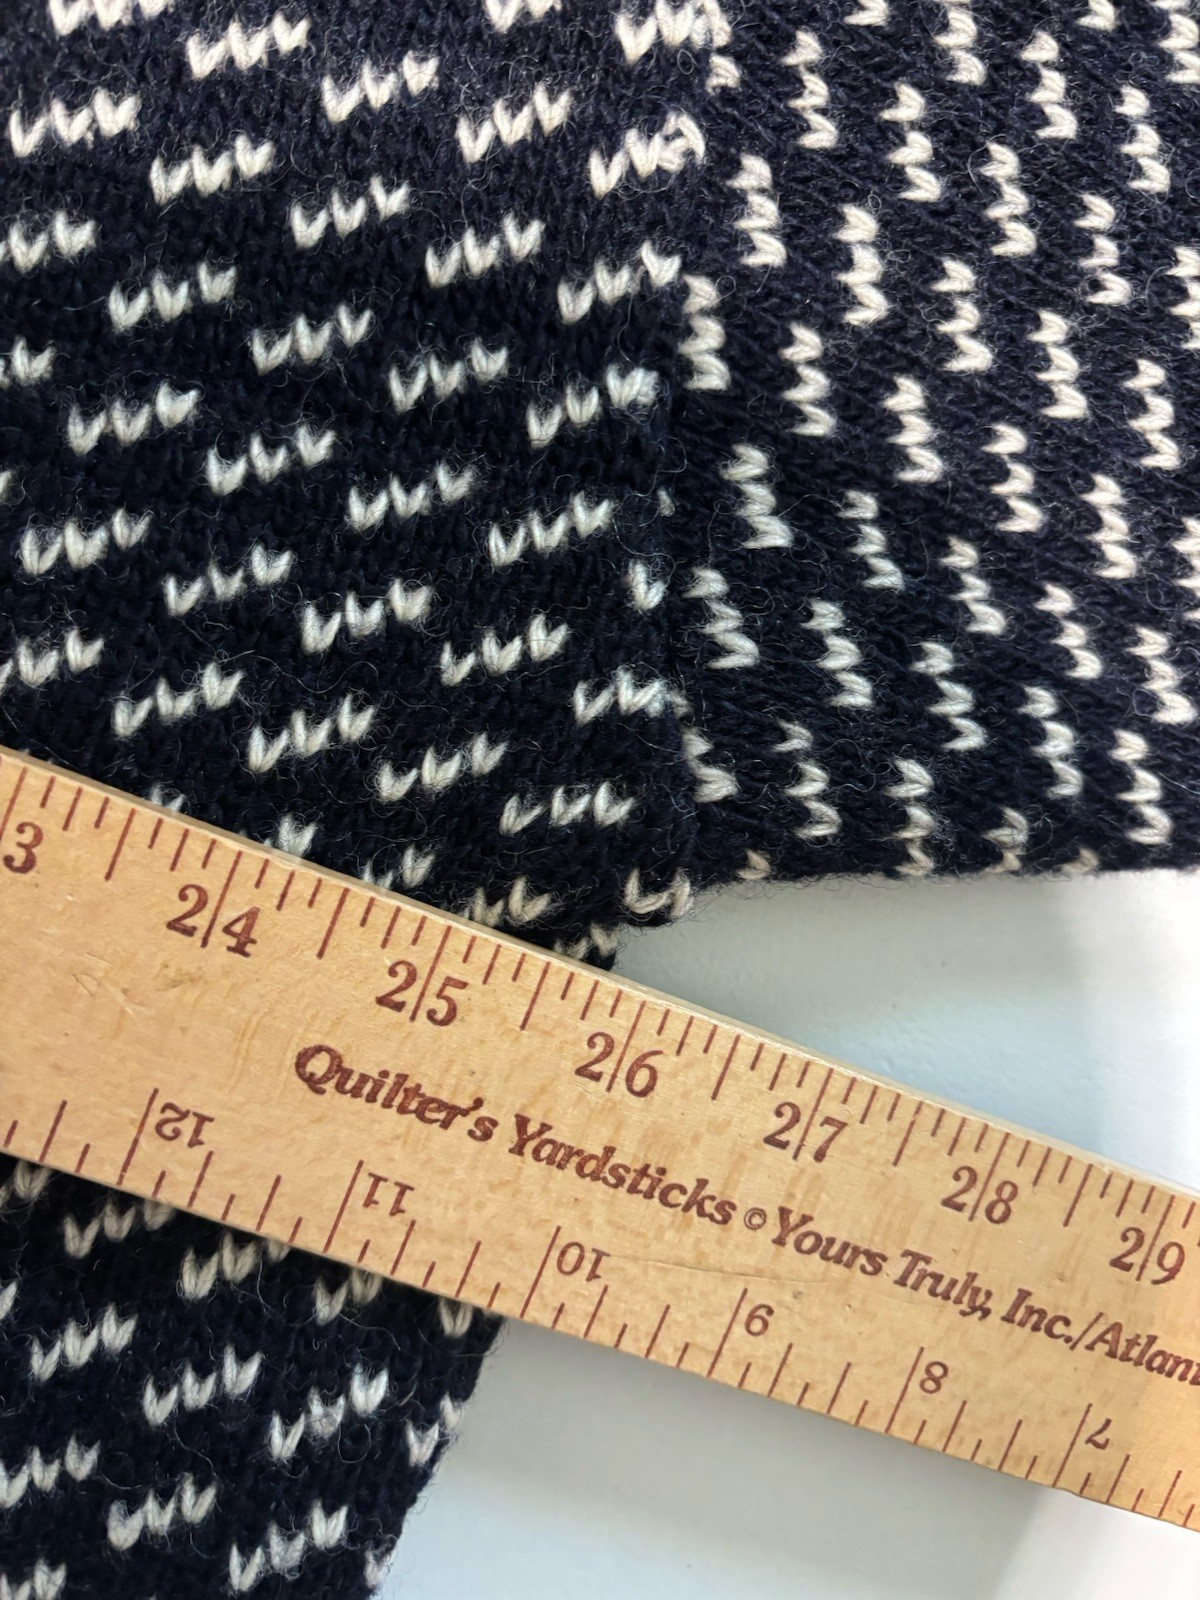 3 24 25 26 27 28 29
Quilter's Yardsticks © Yours Truly, Inc./Atlan
12 11 10 9 8 7